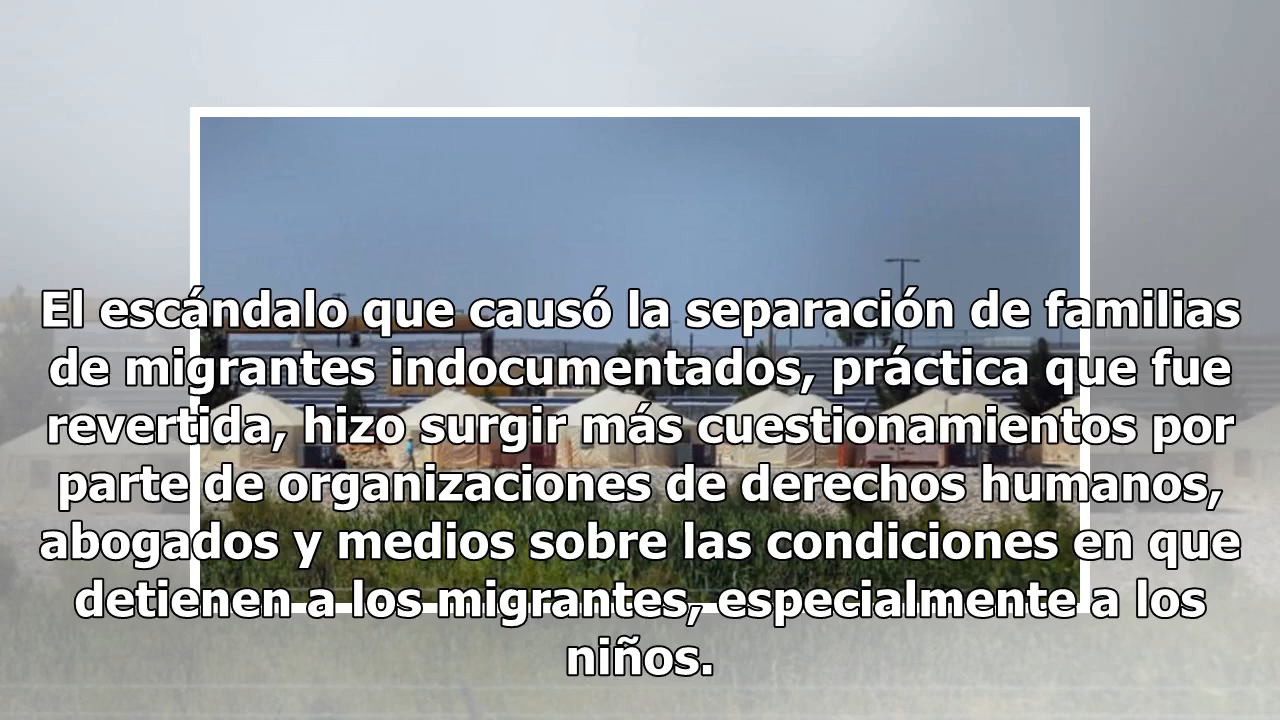 El escándalo que causó la separación de familias
de migrantes indocumentados, práctica que fue
revertida, hizo surgir más cuestionamientos por
parte de organizaciones de derechos humanos,
abogados y medios sobre las condiciones en que
detienen a los migrantes, especialmente a los
niños.